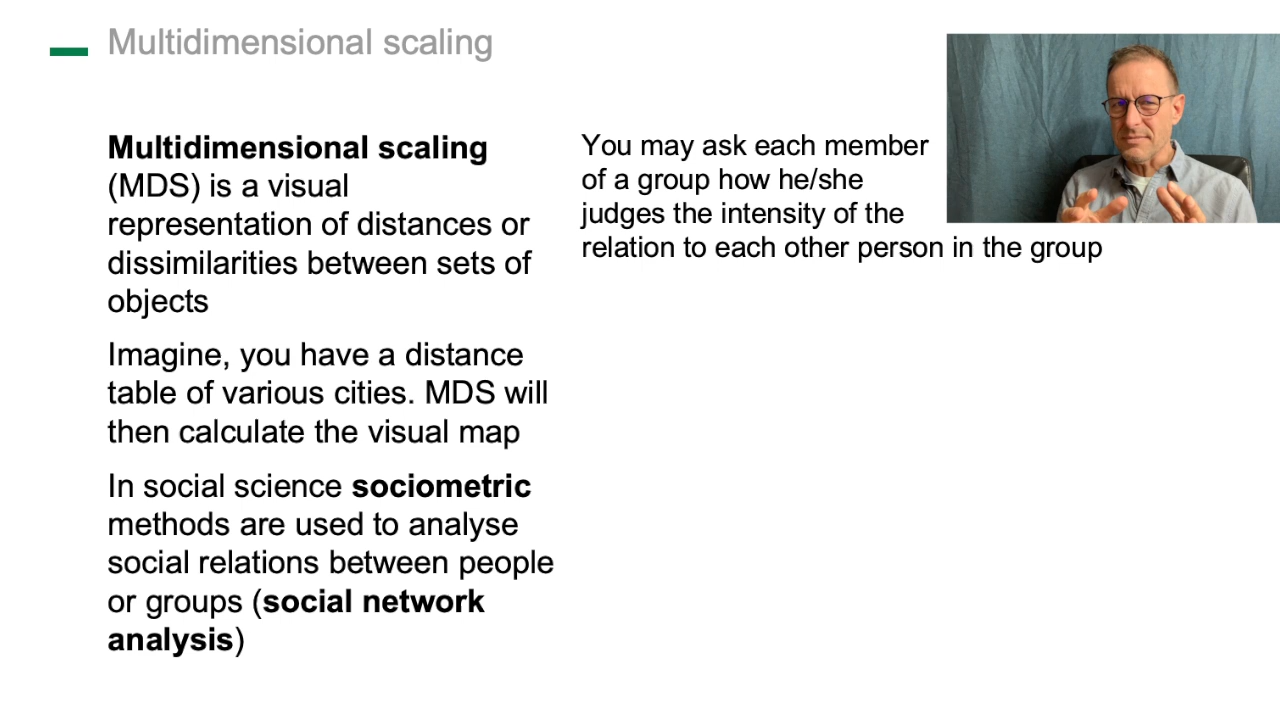 Multidimensional scaling
Multidimensional scaling
(MDS) is a visual
representation of distances or
dissimilarities between sets of
objects
Imagine, you have a distance
table of various cities. MDS will
then calculate the visual map
In social science sociometric
methods are used to analyse
social relations between people
or groups (social network
analysis)
You may ask each member
of a group how he/she
judges the intensity of the
relation to each other person in the group